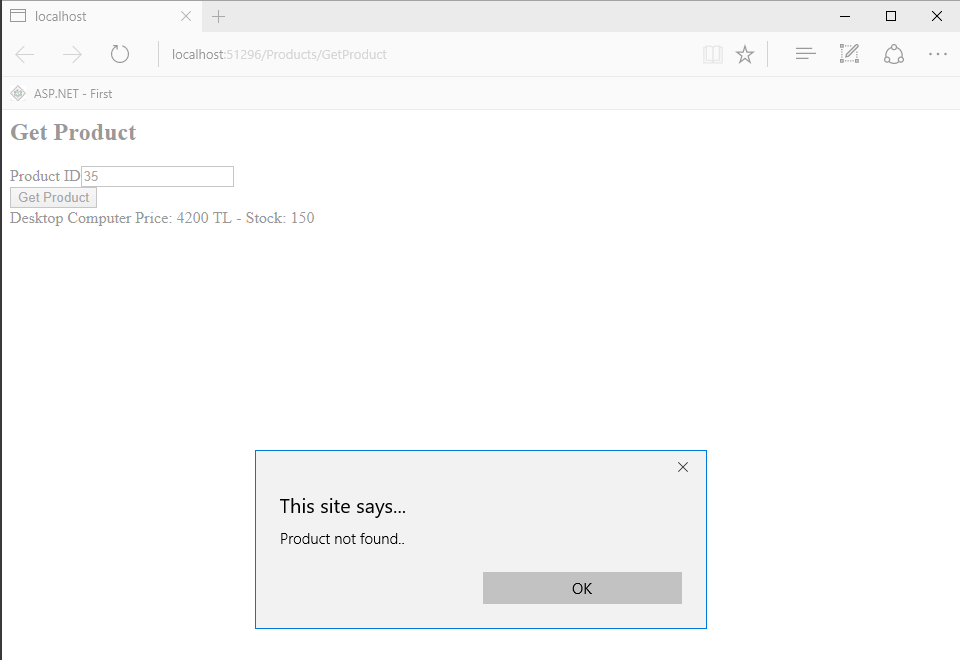 localhost
localhost:51296/Products/GetProduct
ASP.NET - First
Get Product
Product ID 35
Get Product
Desktop Computer Price: 4200 TL - Stock: 150
This site says...
Product not found..
OK